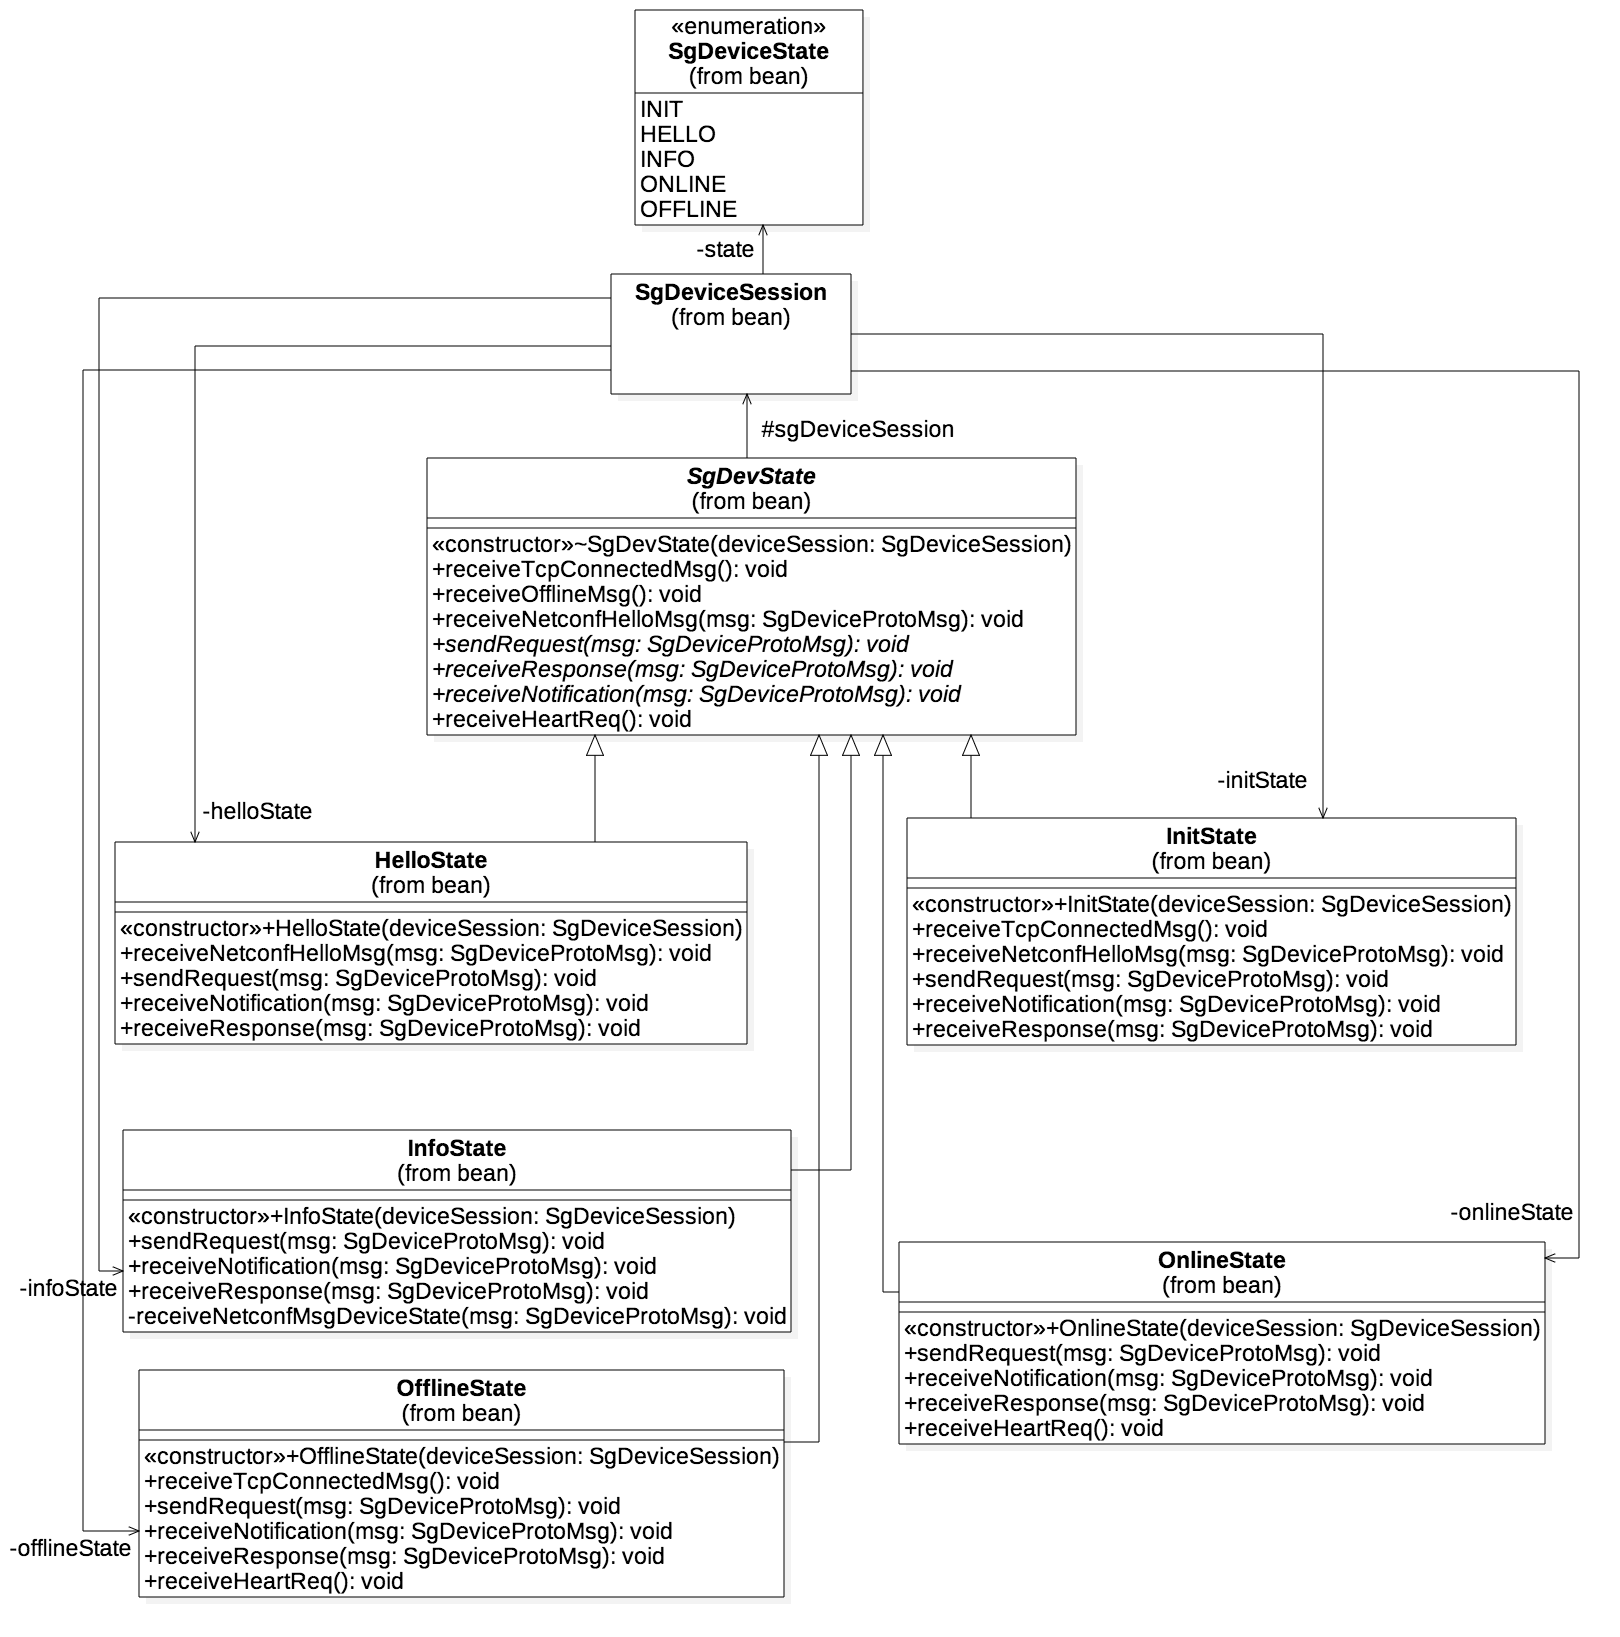 «enumeration»
SgDeviceState
(from bean)
INIT
HELLO
INFO
ONLINE
OFFLINE
-state
SgDeviceSession
(from bean)
#sgDeviceSession
SgDevState
(from bean)
«constructor»~SgDevState(deviceSession: SgDeviceSession)
+receiveTcpConnectedMsg(): void
+receiveOfflineMsg(): void
+receiveNetconfHelloMsg(msg: SgDeviceProtoMsg): void
+sendRequest(msg: SgDeviceProtoMsg): void
+receiveResponse(msg: SgDeviceProtoMsg): void
+receiveNotification(msg: SgDeviceProtoMsg): void
+receiveHeartReq(): void
-helloState
-initState
HelloState
(from bean)
«constructor»+HelloState(deviceSession: SgDeviceSession)
+receiveNetconfHelloMsg(msg: SgDeviceProtoMsg): void
+sendRequest(msg: SgDeviceProtoMsg): void
+receiveNotification(msg: SgDeviceProtoMsg): void
+receiveResponse(msg: SgDeviceProtoMsg): void
InitState
(from bean)
«constructor»+InitState(deviceSession: SgDeviceSession)
+receiveTcpConnectedMsg(): void
+receiveNetconfHelloMsg(msg: SgDeviceProtoMsg): void
+sendRequest(msg: SgDeviceProtoMsg): void
+receiveNotification(msg: SgDeviceProtoMsg): void
+receiveResponse(msg: SgDeviceProtoMsg): void
InfoState
(from bean)
«constructor»+InfoState(deviceSession: SgDeviceSession)
+sendRequest(msg: SgDeviceProtoMsg): void
+receiveNotification(msg: SgDeviceProtoMsg): void
+receiveResponse(msg: SgDeviceProtoMsg): void
-receiveNetconfMsgDeviceState(msg: SgDeviceProtoMsg): void
-infoState
-onlineState
OnlineState
(from bean)
«constructor»+OnlineState(deviceSession: SgDeviceSession)
+sendRequest(msg: SgDeviceProtoMsg): void
+receiveNotification(msg: SgDeviceProtoMsg): void
+receiveResponse(msg: SgDeviceProtoMsg): void
+receiveHeartReq(): void
OfflineState
(from bean)
«constructor»+OfflineState(deviceSession: SgDeviceSession)
+receiveTcpConnectedMsg(): void
+sendRequest(msg: SgDeviceProtoMsg): void
+receiveNotification(msg: SgDeviceProtoMsg): void
+receiveResponse(msg: SgDeviceProtoMsg): void
+receiveHeartReq(): void
-offlineState